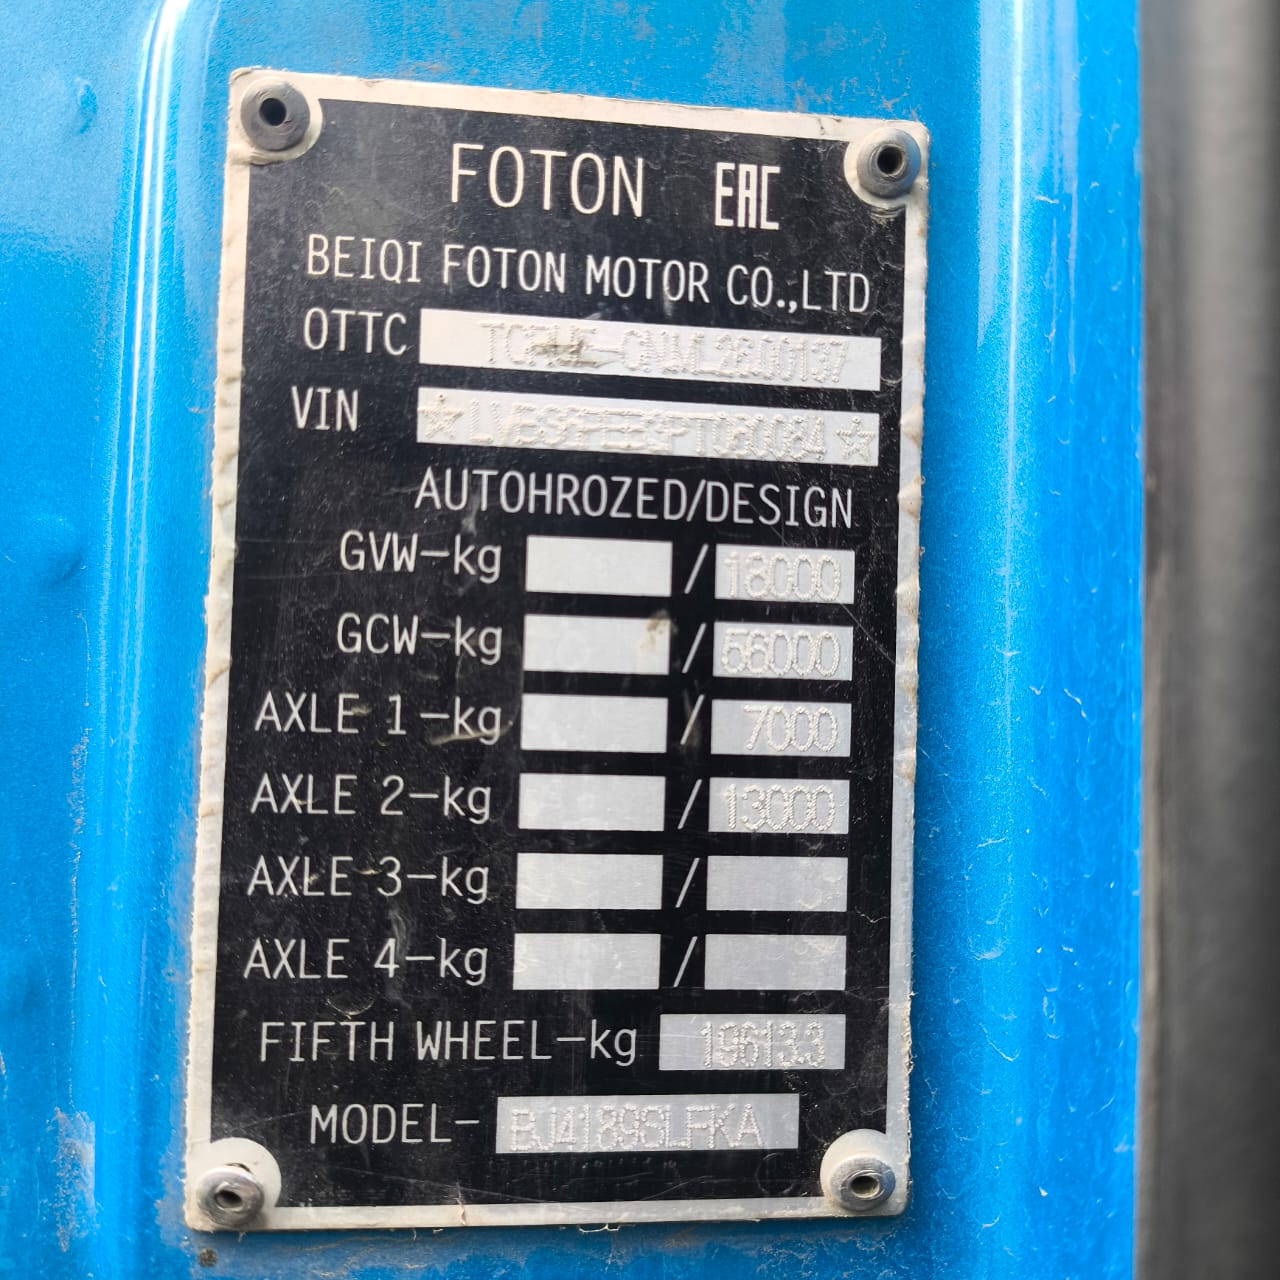 FOTON EAC
BEIQI FOTON MOTOR CO.,LTD
OTTC
VIN
AUTOHROZED/DESIGN
GVW-kg / 18000
GCW-kg / 56000
AXLE 1-kg / 7000
AXLE 2-kg / 13000
AXLE 3-kg /
AXLE 4-kg /
FIFTH WHEEL-kg 19613.3
MODEL- BJ4189SLFKA